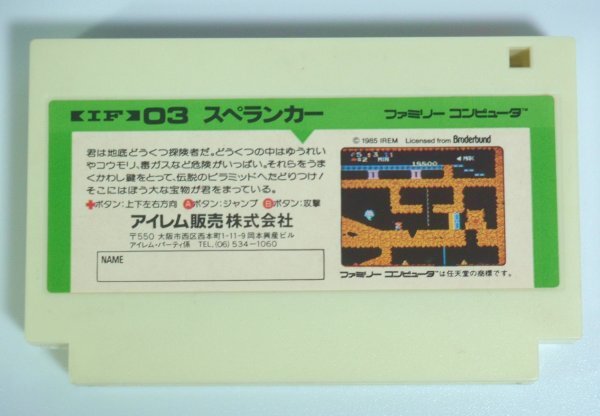 【IF】03 スペランカー ファミリー コンピュータ™
君は地底どうくつ探険者だ。どうくつの中はゆうれい
やコウモリ、毒ガスなど危険がいっぱい。それらをうま
くかわし鍵をとって、伝説のピラミッドへたどりつけ!
そこにはぼう大な宝物が君をまっている。
✚ボタン:上下左右方向 Ⓐボタン:ジャンプ Ⓑボタン:攻撃
アイレム販売株式会社
〒550 大阪市西区西本町1-11-9 岡本興産ビル
アイレム・パーティ係 TEL.(06)534-1060
NAME
© 1985 IREM Licensed from Brøderbund
15500
ファミリー コンピュータ™は任天堂の商標です。